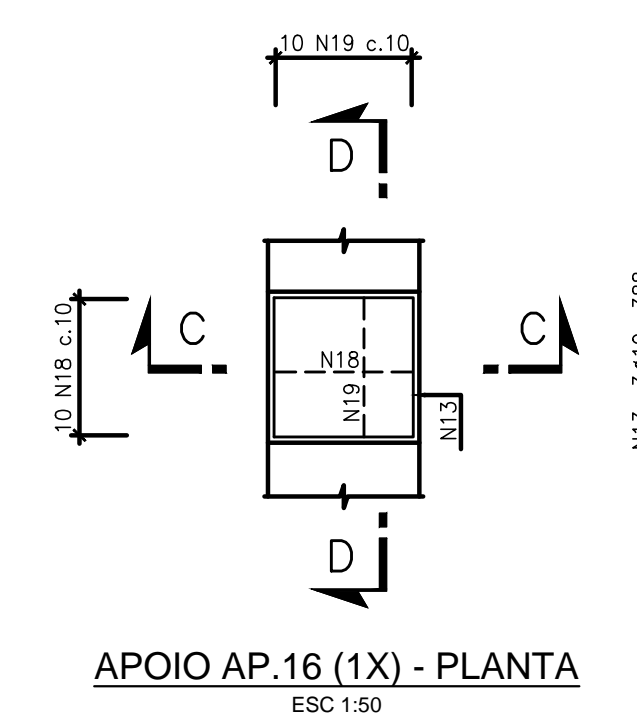 10 N19 c.10
D
10 N18 c.10
C
C
N18
N19
N13
D
APOIO AP.16 (1X) - PLANTA
ESC 1:50